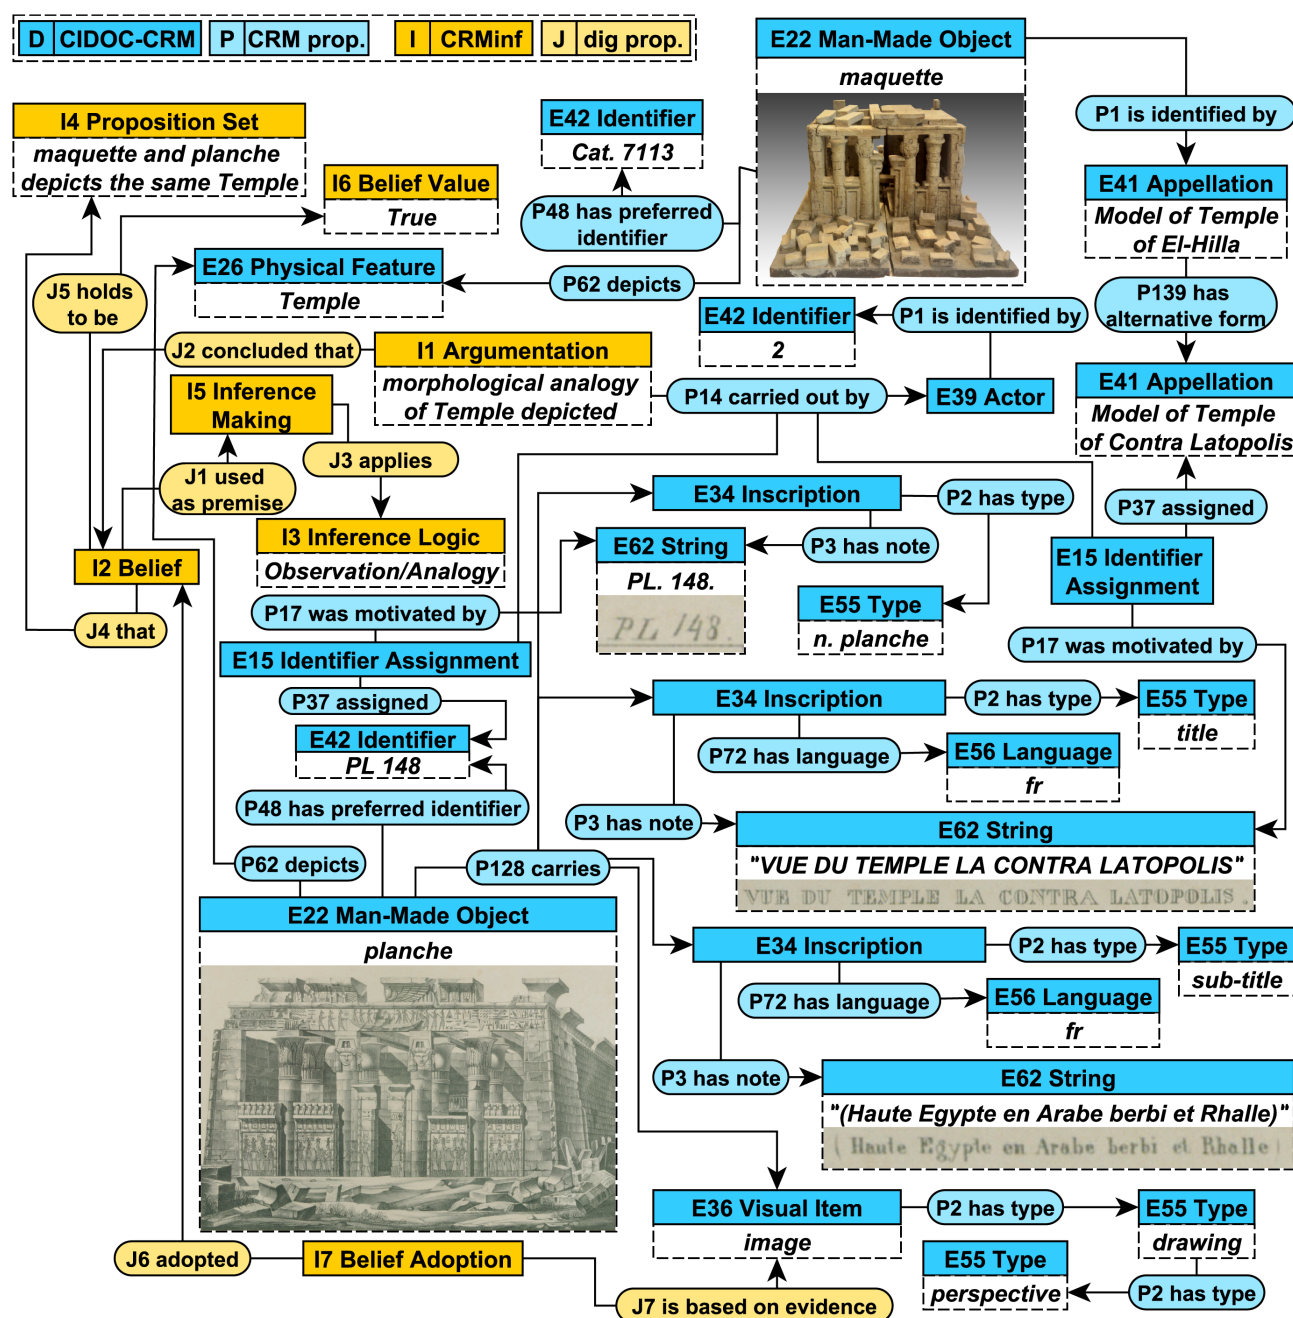 D CIDOC-CRM P CRM prop. I CRMinf J dig prop.
E22 Man-Made Object
maquette
I4 Proposition Set
maquette and planche
depicts the same Temple
E42 Identifier
Cat. 7113
P1 is identified by
I6 Belief Value
True
P48 has preferred
identifier
E41 Appellation
Model of Temple
of El-Hilla
E26 Physical Feature
Temple
P62 depicts
J5 holds
to be
E42 Identifier
2
P1 is identified by
P139 has
alternative form
J2 concluded that
I1 Argumentation
morphological analogy
of Temple depicted
P14 carried out by
E39 Actor
E41 Appellation
Model of Temple
of Contra Latopolis
I5 Inference
Making
J3 applies
J1 used
as premise
E34 Inscription
P2 has type
P37 assigned
I3 Inference Logic
Observation/Analogy
E62 String
PL. 148.
PL 148.
P3 has note
I2 Belief
E15 Identifier
Assignment
E55 Type
n. planche
P17 was motivated by
J4 that
P17 was motivated by
E15 Identifier Assignment
P37 assigned
E34 Inscription
P2 has type
E55 Type
title
E42 Identifier
PL 148
P72 has language
E56 Language
fr
P48 has preferred identifier
P3 has note
E62 String
"VUE DU TEMPLE LA CONTRA LATOPOLIS"
VUE DU TEMPLE LA CONTRA LATOPOLIS.
P62 depicts
P128 carries
E22 Man-Made Object
planche
E34 Inscription
P2 has type
E55 Type
sub-title
P72 has language
E56 Language
fr
P3 has note
E62 String
"(Haute Egypte en Arabe berbi et Rhalle)"
( Haute Egypte en Arabe berbi et Rhalle)
E36 Visual Item
image
P2 has type
E55 Type
drawing
J6 adopted
I7 Belief Adoption
E55 Type
perspective
P2 has type
J7 is based on evidence